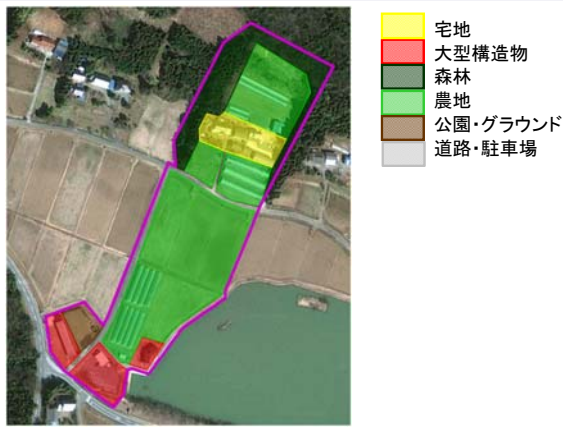 宅地
大型構造物
森林
農地
公園・グラウンド
道路・駐車場